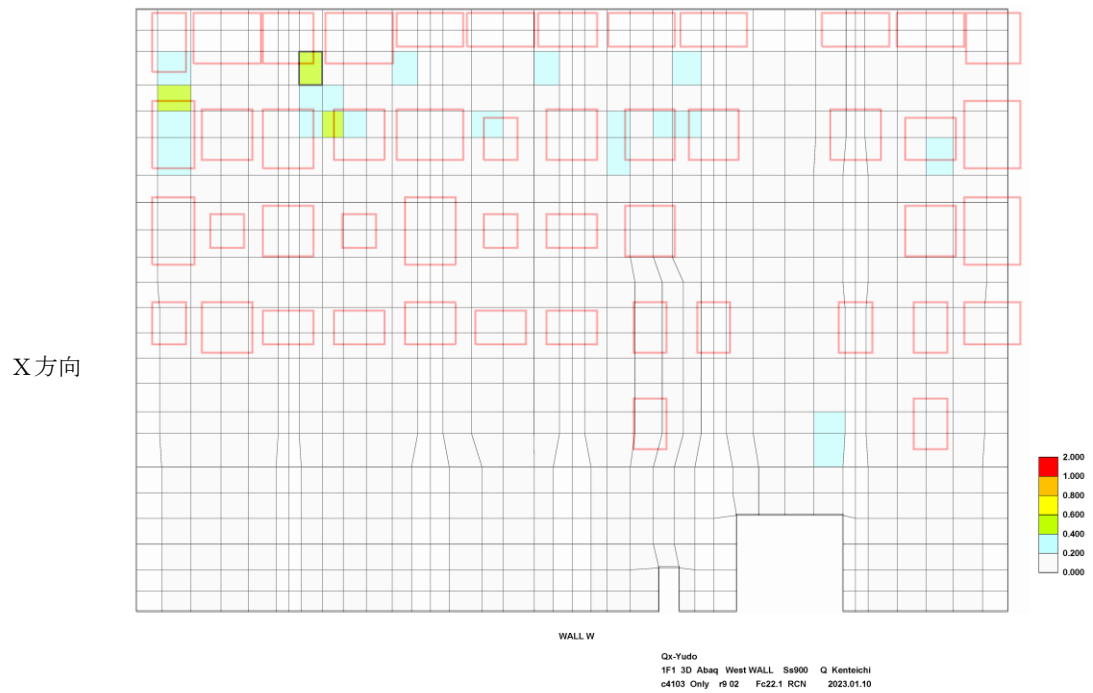 X方向
2.000
1.000
0.800
0.600
0.400
0.200
0.000
WALL W
Qx-Yudo
1F1 3D Abaq West WALL Ss900 Q Kenteichi
c4103 Only r9 02 Fc22.1 RCN 2023.01.10